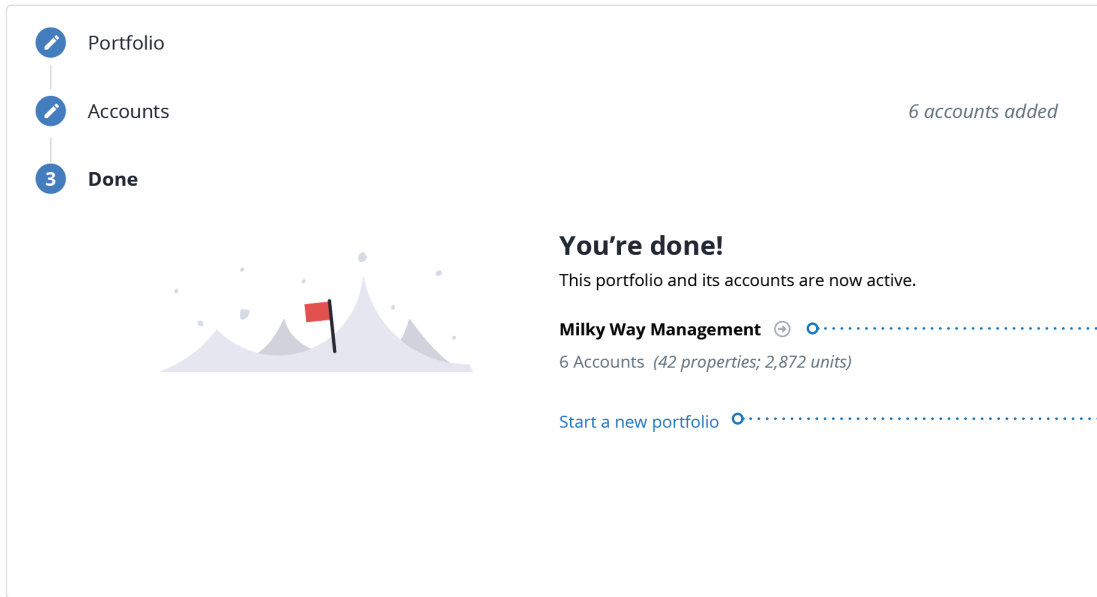 Portfolio
Accounts
6 accounts added
3 Done
You’re done!
This portfolio and its accounts are now active.
Milky Way Management
6 Accounts (42 properties; 2,872 units)
Start a new portfolio